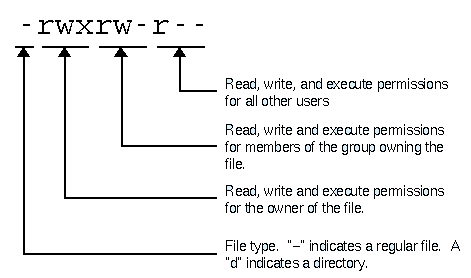 -rwxrw-r--
Read, write, and execute permissions
for all other users
Read, write and execute permissions
for members of the group owning the
file.
Read, write and execute permissions
for the owner of the file.
File type. "–" indicates a regular file. A
"d" indicates a directory.